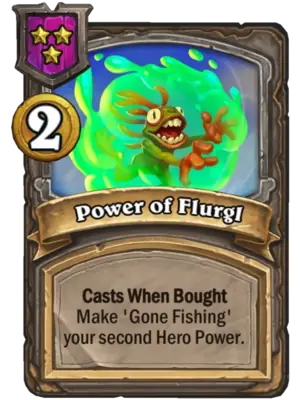 2
Power of Flurgl
Casts When Bought
Make 'Gone Fishing'
your second Hero Power.